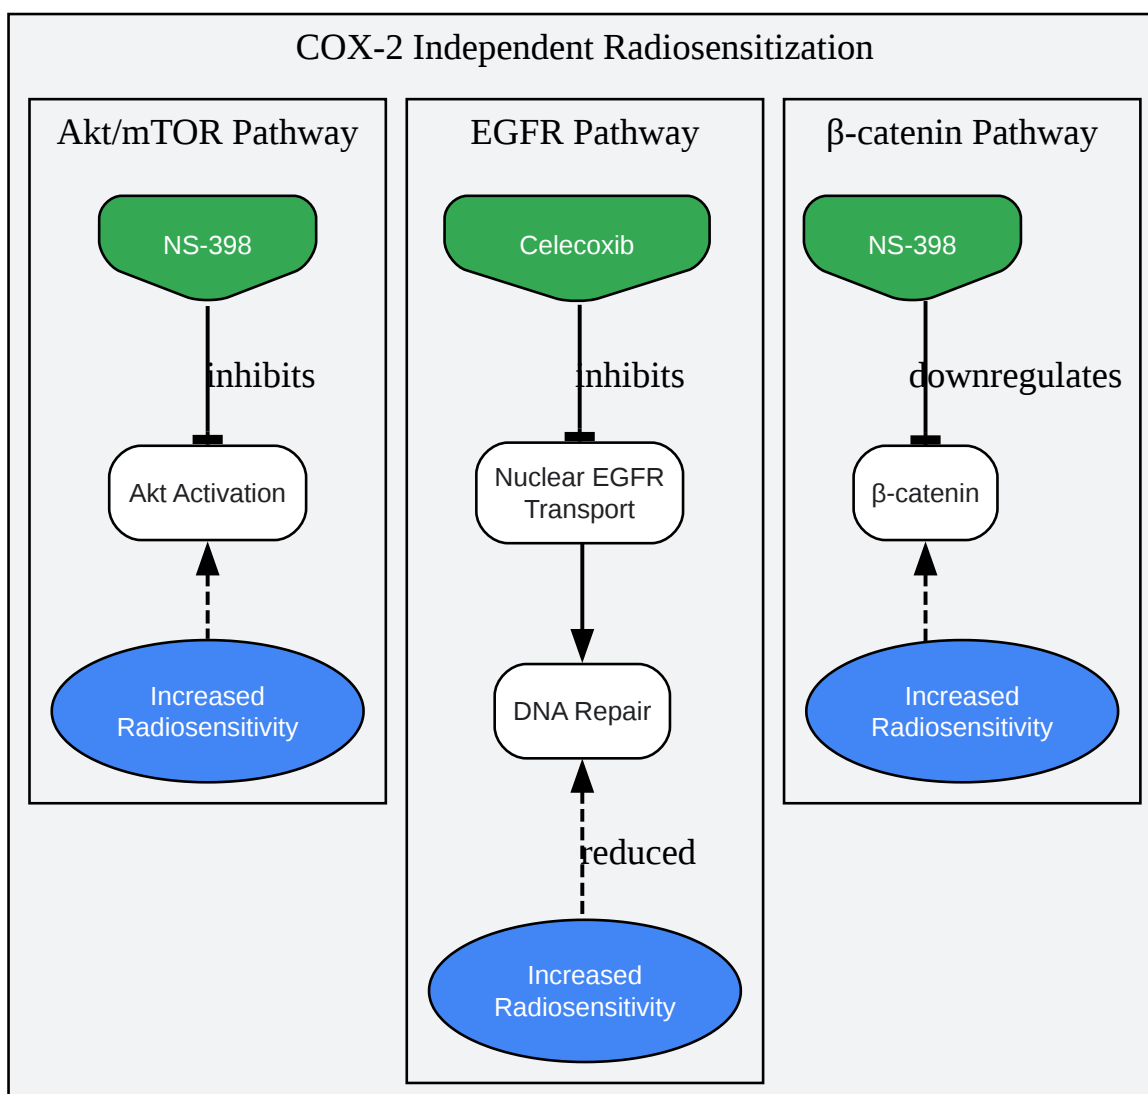 COX-2 Independent Radiosensitization
Akt/mTOR Pathway
NS-398
inhibits
Akt Activation
Increased
Radiosensitivity
EGFR Pathway
Celecoxib
inhibits
Nuclear EGFR
Transport
DNA Repair
reduced
Increased
Radiosensitivity
β-catenin Pathway
NS-398
downregulates
β-catenin
Increased
Radiosensitivity